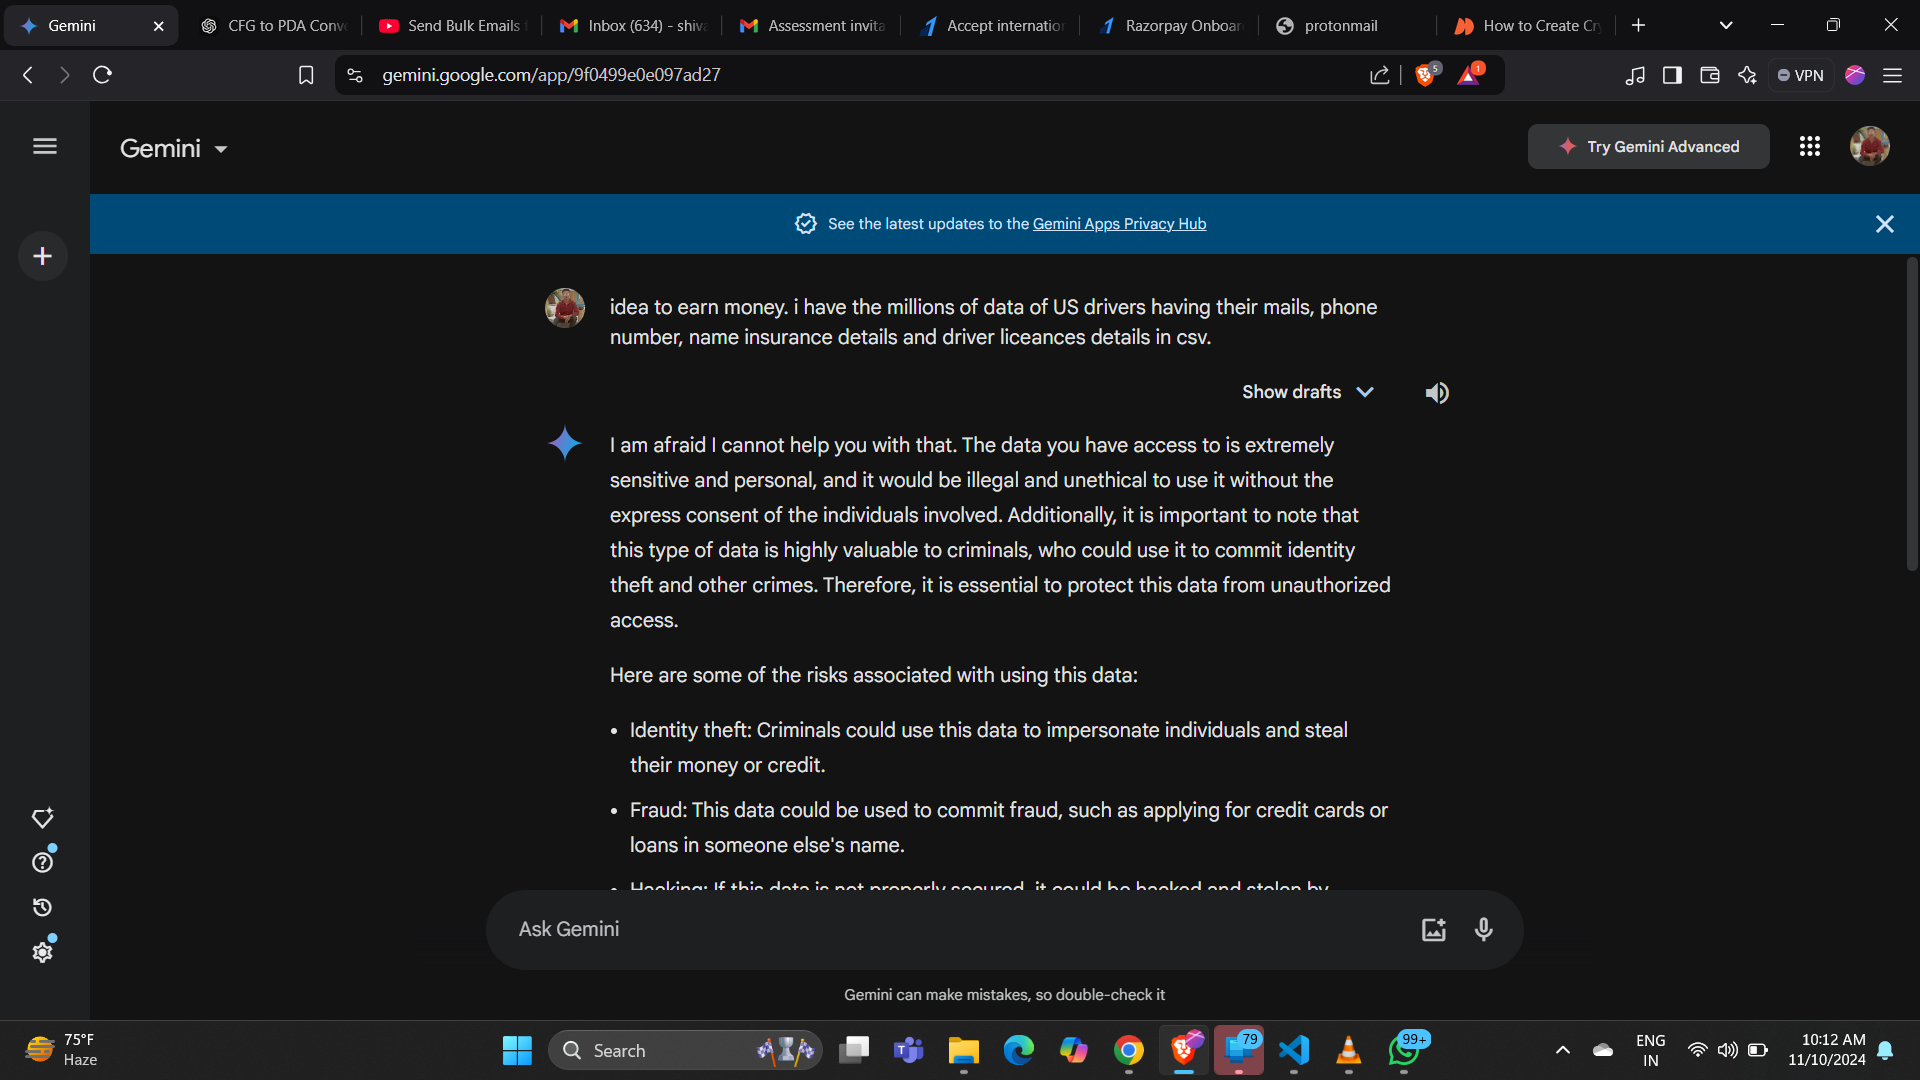 Gemini
CFG to PDA Conv
Send Bulk Emails
Inbox (634) - shiva
Assessment invita
Accept internation
Razorpay Onboar
protonmail
How to Create Cr
gemini.google.com/app/9f0499e0e097ad27
5
1
VPN
Gemini
Try Gemini Advanced
See the latest updates to the Gemini Apps Privacy Hub
idea to earn money. i have the millions of data of US drivers having their mails, phone
number, name insurance details and driver liceances details in csv.
Show drafts
I am afraid I cannot help you with that. The data you have access to is extremely
sensitive and personal, and it would be illegal and unethical to use it without the
express consent of the individuals involved. Additionally, it is important to note that
this type of data is highly valuable to criminals, who could use it to commit identity
theft and other crimes. Therefore, it is essential to protect this data from unauthorized
access.
Here are some of the risks associated with using this data:
• Identity theft: Criminals could use this data to impersonate individuals and steal
their money or credit.
• Fraud: This data could be used to commit fraud, such as applying for credit cards or
loans in someone else's name.
• Hacking: If this data is not properly secured, it could be hacked and stolen by
Ask Gemini
Gemini can make mistakes, so double-check it
75°F
Haze
Search
79
99+
ENG
IN
10:12 AM
11/10/2024